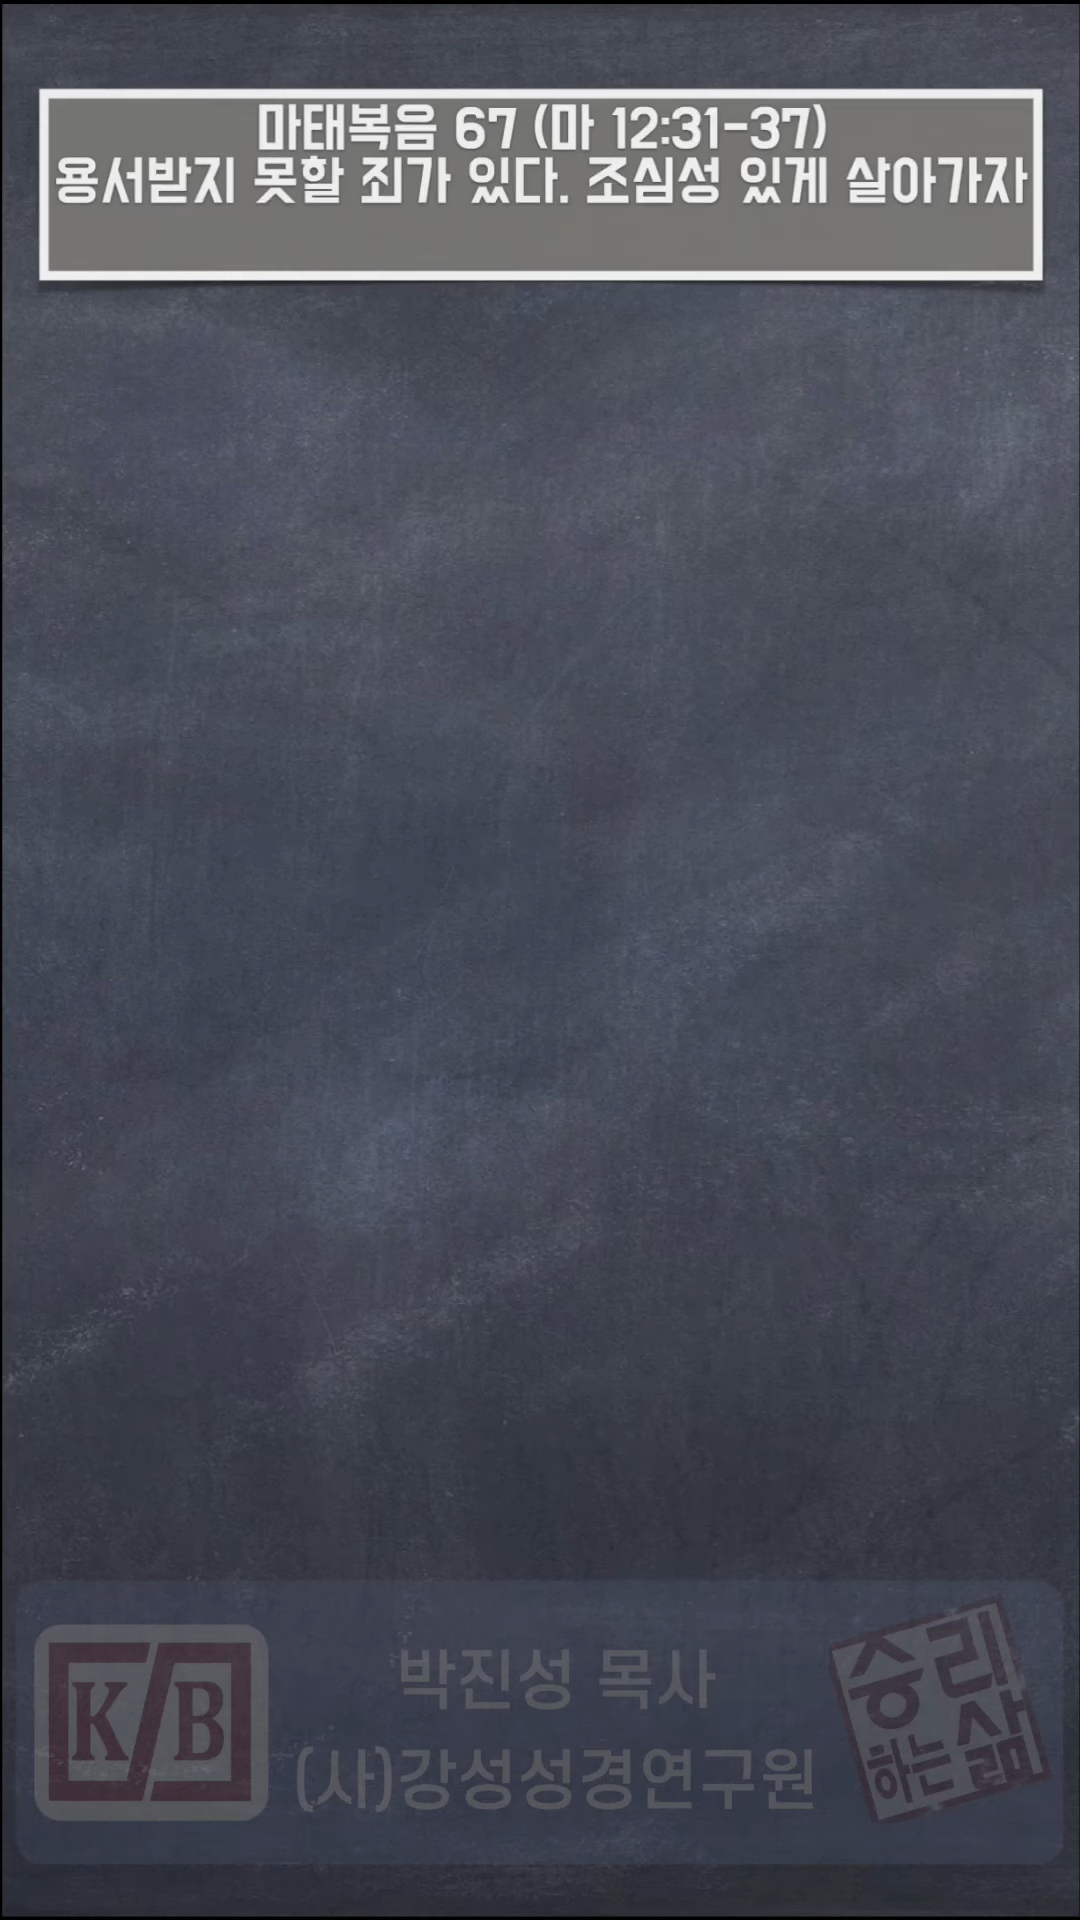 마태복음 67 (마 12:31-37)
용서받지 못할 죄가 있다. 조심성 있게 살아가자
K/B
박진성 목사
(사)강성성경연구원
승리
하는 삶